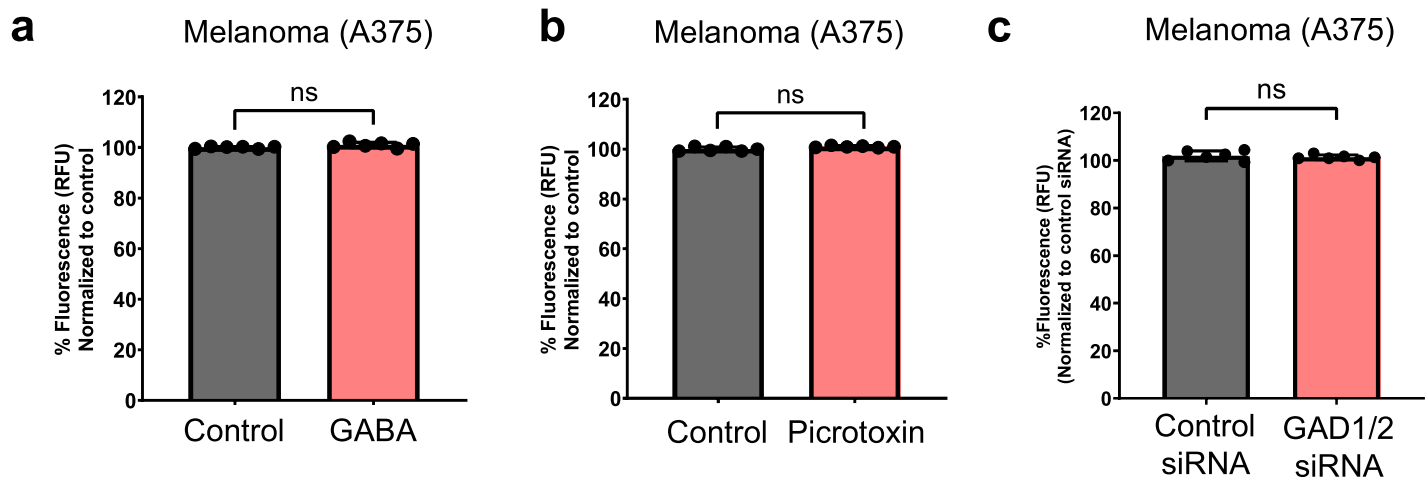 a
Melanoma (A375)
% Fluorescence (RFU)
Normalized to control
120
100
80
60
40
20
0
ns
Control
GABA
b
Melanoma (A375)
% Fluorescence (RFU)
Normalized to control
120
100
80
60
40
20
0
ns
Control
Picrotoxin
c
Melanoma (A375)
%Fluorescence (RFU)
(Normalized to control siRNA)
120
100
80
60
40
20
0
ns
Control
siRNA
GAD1/2
siRNA